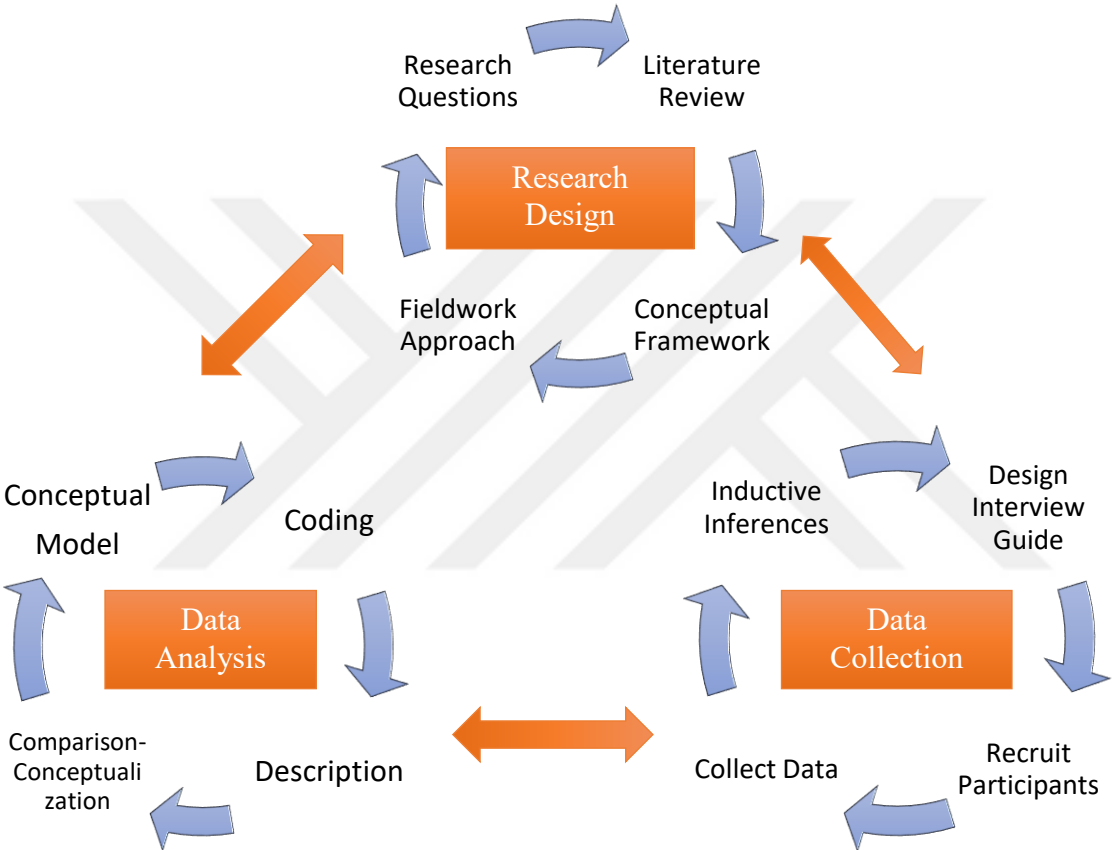 Research
Questions
Literature
Review
Research
Design
Fieldwork
Approach
Conceptual
Framework
Conceptual
Model
Coding
Data
Analysis
Comparison-
Conceptuali
zation
Description
Inductive
Inferences
Design
Interview
Guide
Data
Collection
Collect Data
Recruit
Participants